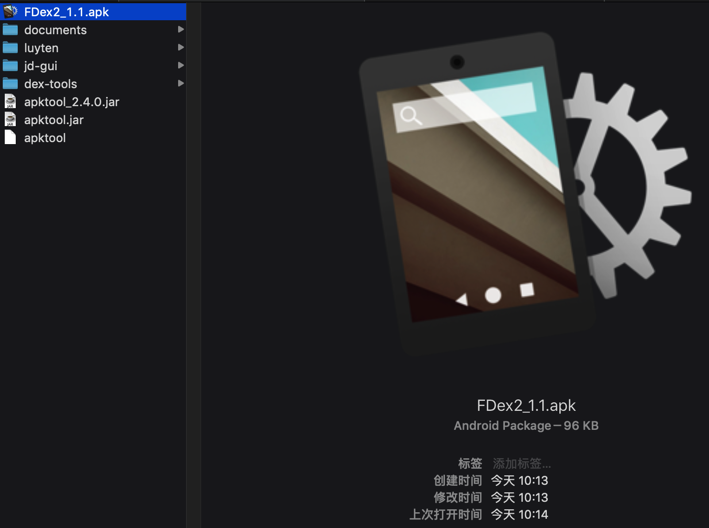 FDex2_1.1.apk
documents
luyten
jd-gui
dex-tools
apktool_2.4.0.jar
apktool.jar
apktool
FDex2_1.1.apk
Android Package – 96 KB
标签 添加标签...
创建时间 今天 10:13
修改时间 今天 10:13
上次打开时间 今天 10:14